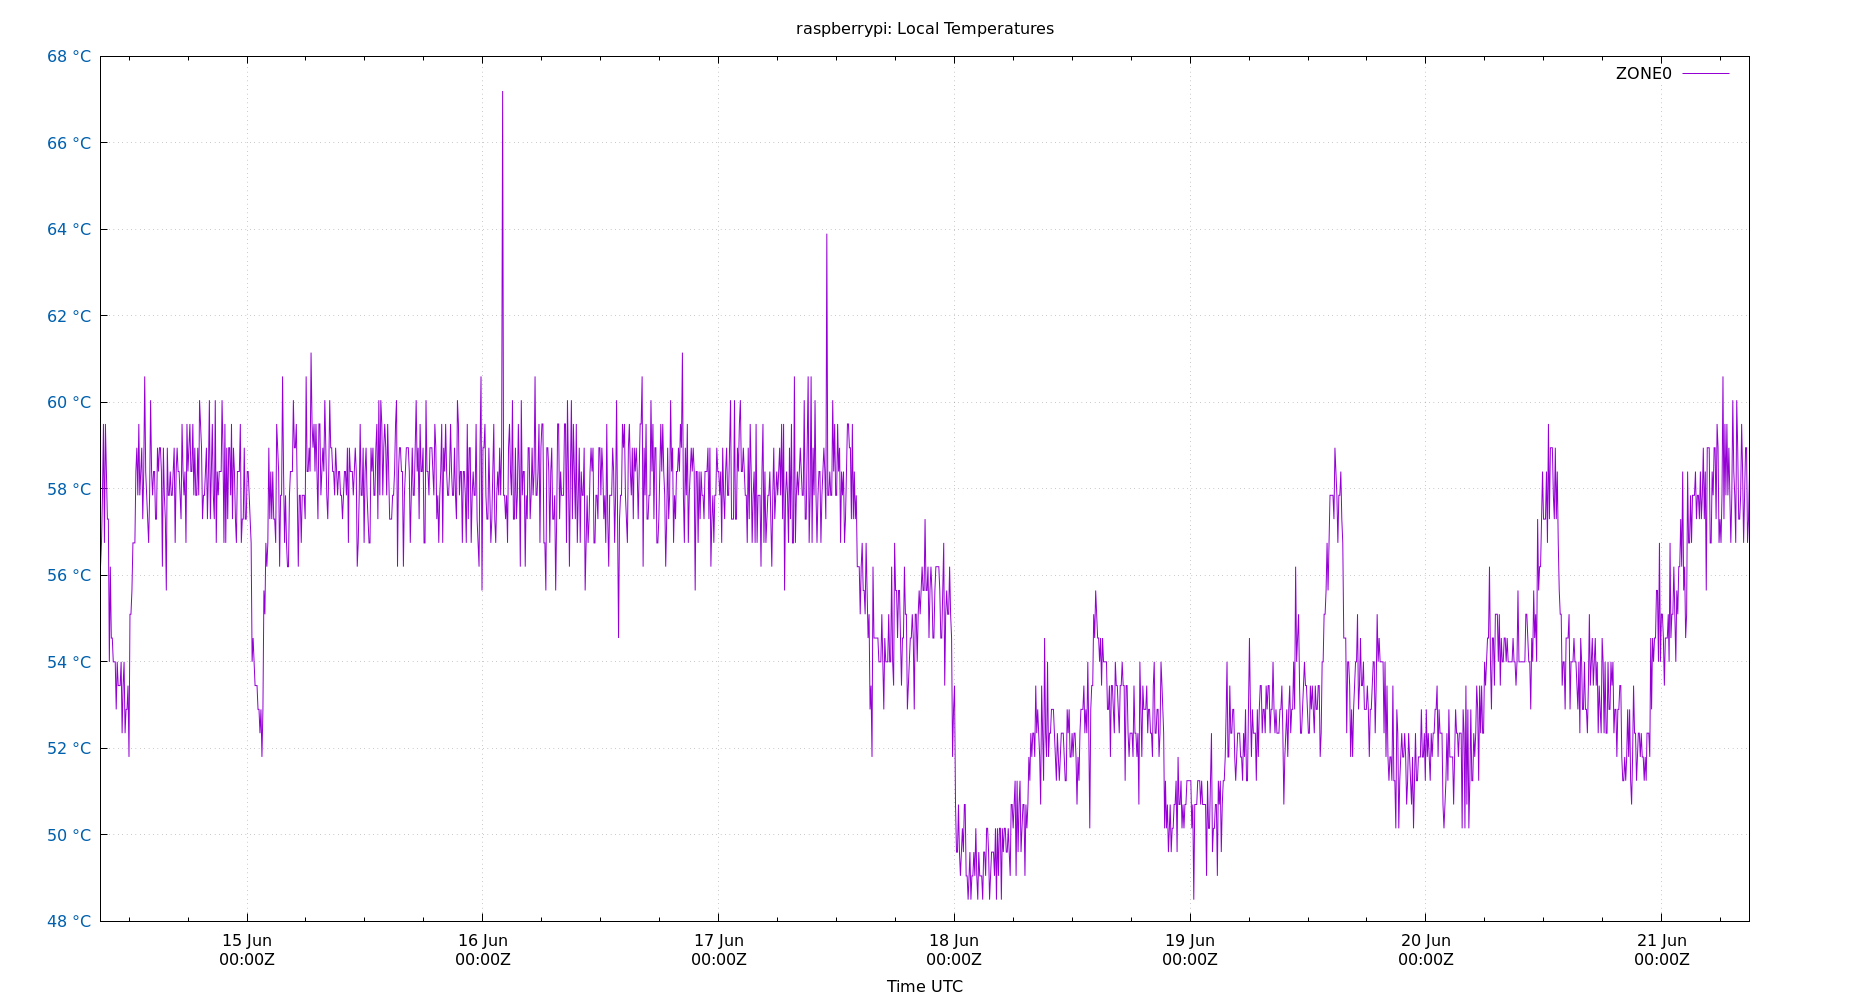 raspberrypi: Local Temperatures
68 °C
ZONE0
66 °C
64 °C
62 °C
60 °C
58 °C
56 °C
54 °C
52 °C
50 °C
48 °C
15 Jun
00:00Z
16 Jun
00:00Z
17 Jun
00:00Z
18 Jun
00:00Z
19 Jun
00:00Z
20 Jun
00:00Z
21 Jun
00:00Z
Time UTC